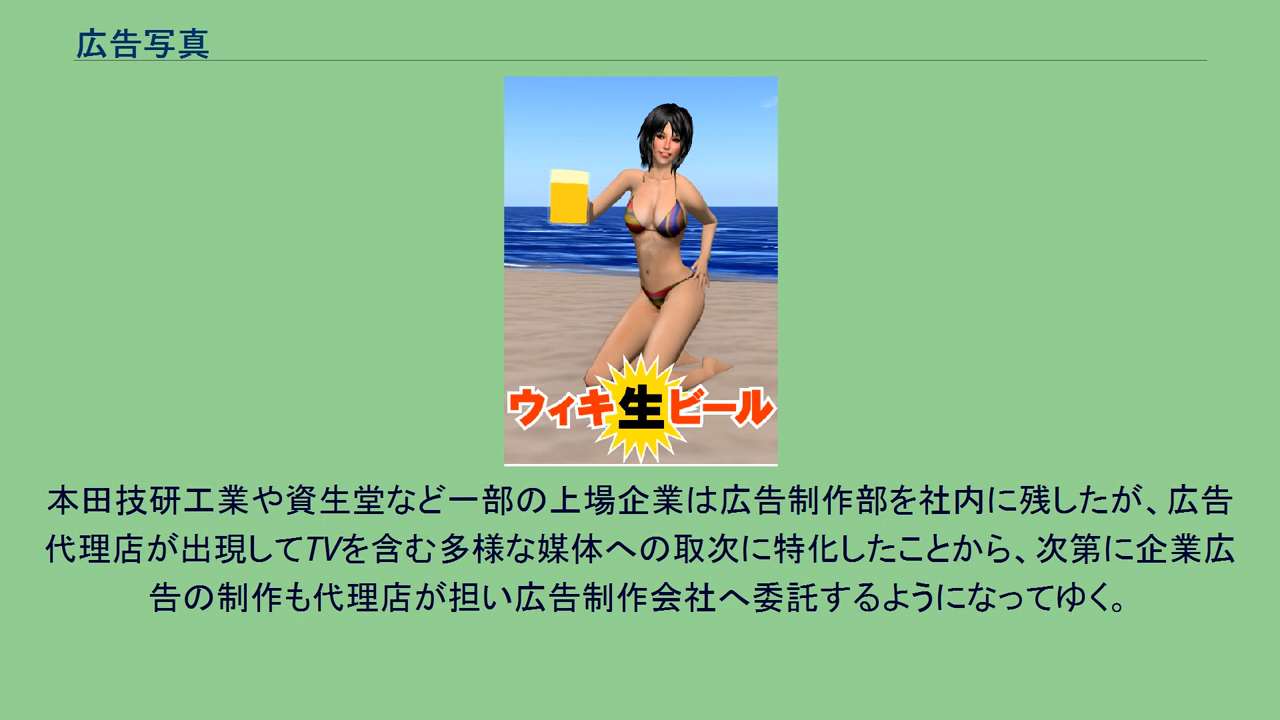 広告写真
ウィキ生ビール
本田技研工業や資生堂など一部の上場企業は広告制作部を社内に残したが、広告
代理店が出現してTVを含む多様な媒体への取次に特化したことから、次第に企業広
告の制作も代理店が担い広告制作会社へ委託するようになってゆく。